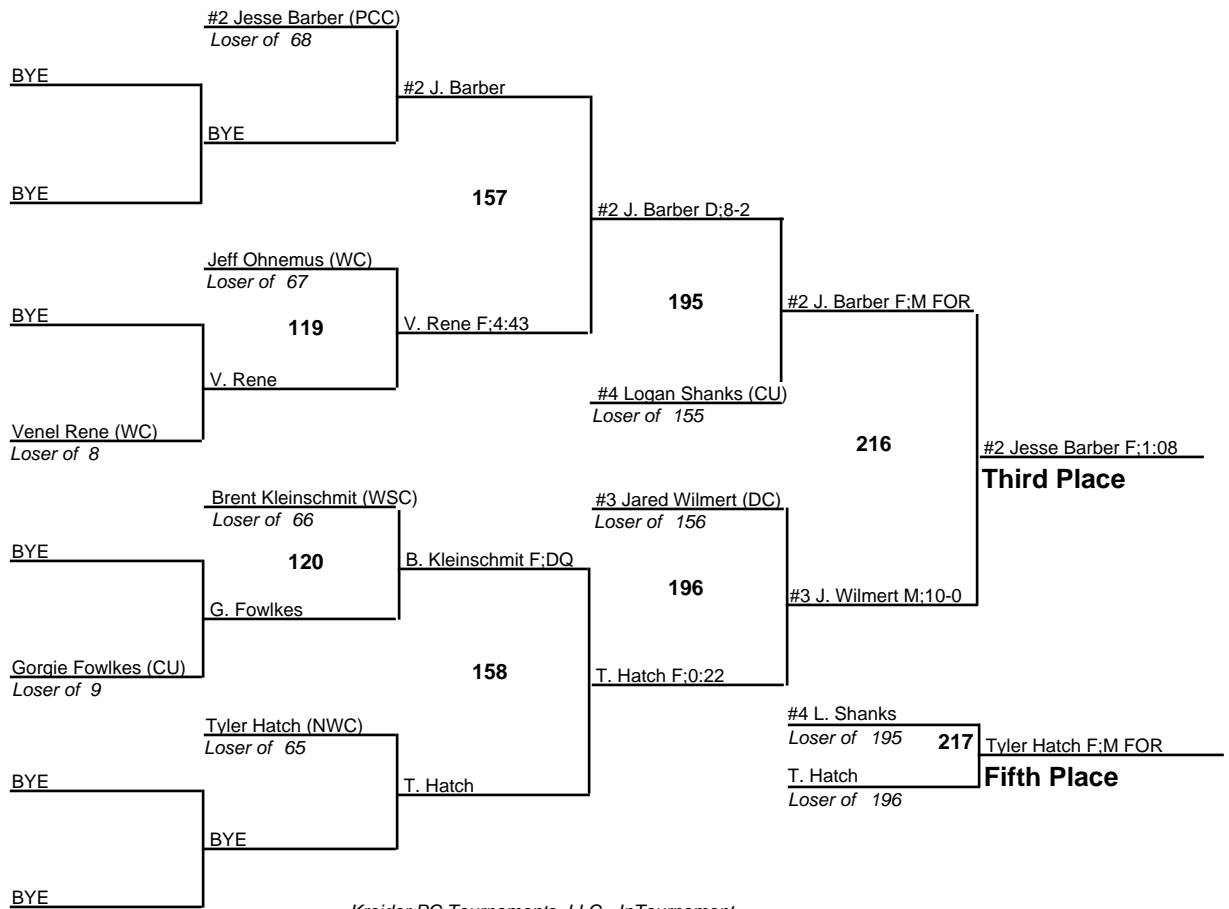 #2 Jesse Barber (PCC)
Loser of 68
BYE
#2 J. Barber
BYE
BYE
157
#2 J. Barber D;8-2
Jeff Ohnemus (WC)
Loser of 67
#2 J. Barber F;M FOR
195
BYE
119
V. Rene F;4:43
V. Rene
#4 Logan Shanks (CU)
Loser of 155
Venel Rene (WC)
Loser of 8
216
#2 Jesse Barber F;1:08
Third Place
Brent Kleinschmit (WSC)
Loser of 66
#3 Jared Wilmert (DC)
Loser of 156
BYE
120
B. Kleinschmit F;DQ
196
#3 J. Wilmert M;10-0
G. Fowlkes
Gorgie Fowlkes (CU)
Loser of 9
158
T. Hatch F;0:22
Tyler Hatch (NWC)
Loser of 65
#4 L. Shanks
Loser of 195
217
Tyler Hatch F;M FOR
Fifth Place
BYE
T. Hatch
T. Hatch
Loser of 196
BYE
BYE